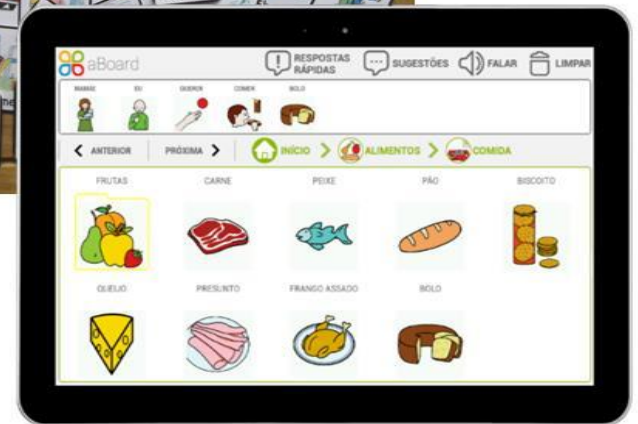 aBoard
RESPOSTAS RÁPIDAS
SUGESTÕES
FALAR
LIMPAR
MAMÃE EU QUERER COMER BOLO
ANTERIOR PRÓXIMA INÍCIO ALIMENTOS COMIDA
FRUTAS CARNE PEIXE PÃO BISCOITO
QUEIJO PRESUNTO FRANGO ASSADO BOLO